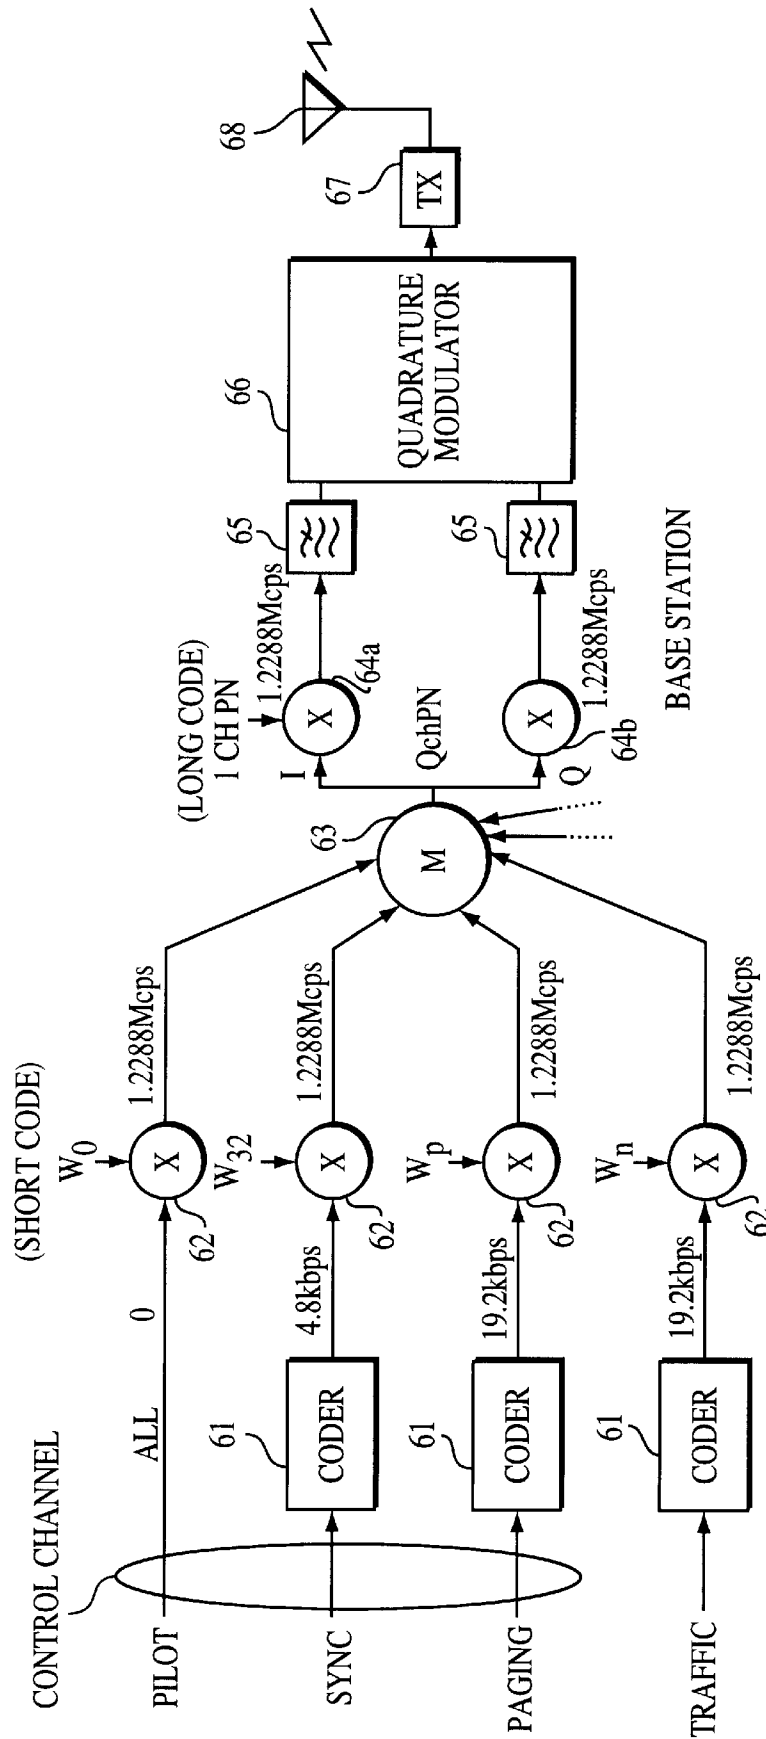 CONTROL CHANNEL
(SHORT CODE)
(LONG CODE)
1 CH PN
PILOT
ALL 0
W0
X
62
1.2288Mcps
SYNC
61
CODER
4.8kbps
W32
X
62
1.2288Mcps
PAGING
61
CODER
19.2kbps
Wp
X
62
1.2288Mcps
TRAFFIC
61
CODER
19.2kbps
Wn
X
62
1.2288Mcps
63
M
I
X
64a
1.2288Mcps
65
QchPN
Q
X
64b
1.2288Mcps
65
66
QUADRATURE
MODULATOR
67
TX
68
BASE STATION